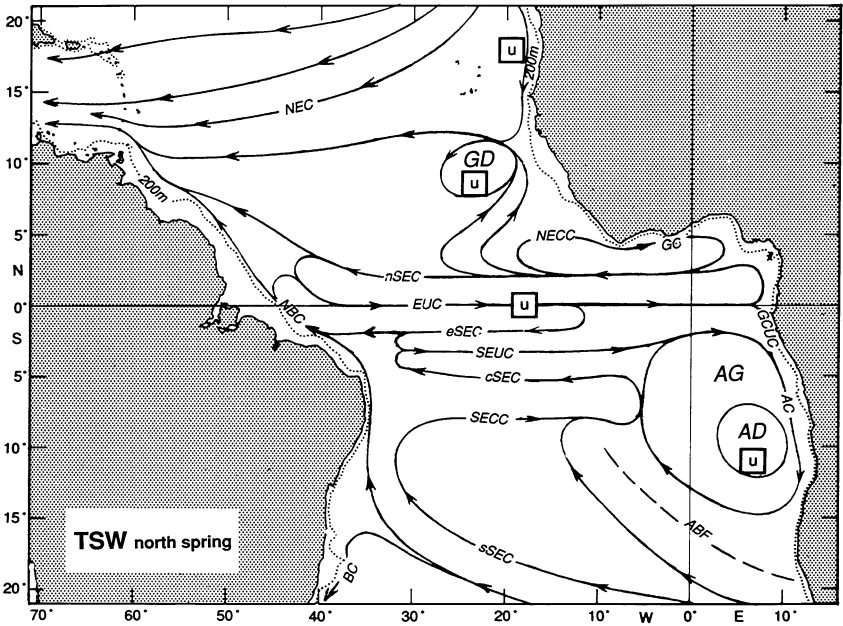 20°
15°
10°
5°
N
0°
S
5°
10°
15°
20°
u
200m
NEC
GD
u
200m
NECC
GC
nSEC
NBC
EUC
u
GCUC
eSEC
SEUC
cSEC
AG
AC
SECC
AD
u
ABF
sSEC
BC
TSW north spring
70° 60° 50° 40° 30° 20° 10° W 0° E 10°